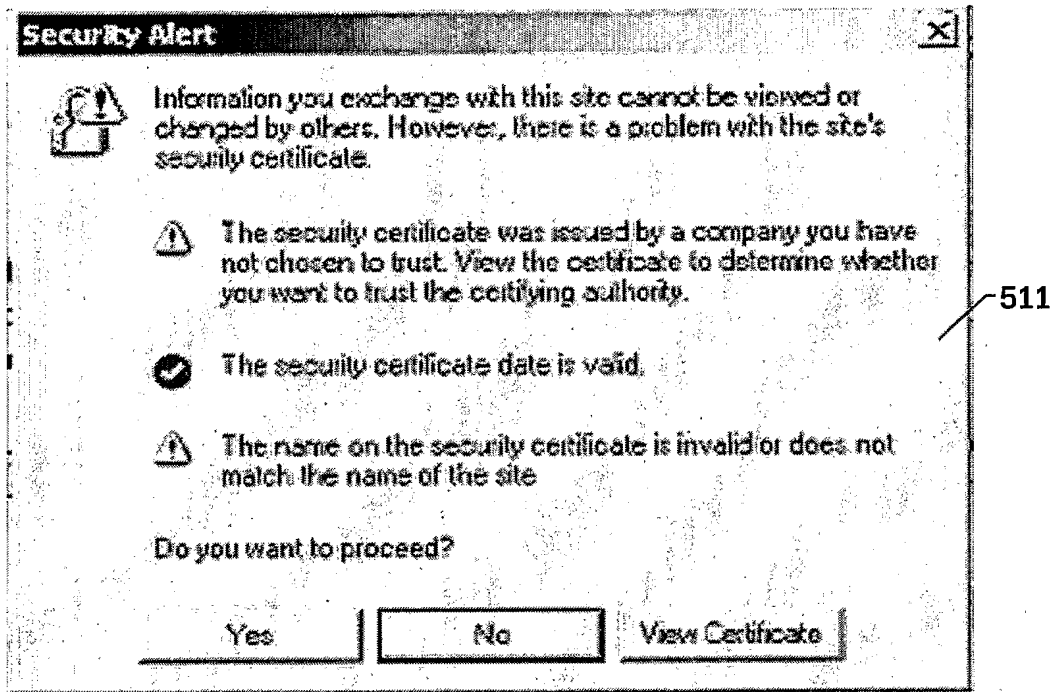 Security Alert
Information you exchange with this site cannot be viewed or
changed by others. However, there is a problem with the site's
security certificate.
The security certificate was issued by a company you have
not chosen to trust. View the certificate to determine whether
you want to trust the certifying authority.
511
The security certificate date is valid.
The name on the security certificate is invalid or does not
match the name of the site
Do you want to proceed?
Yes No View Certificate